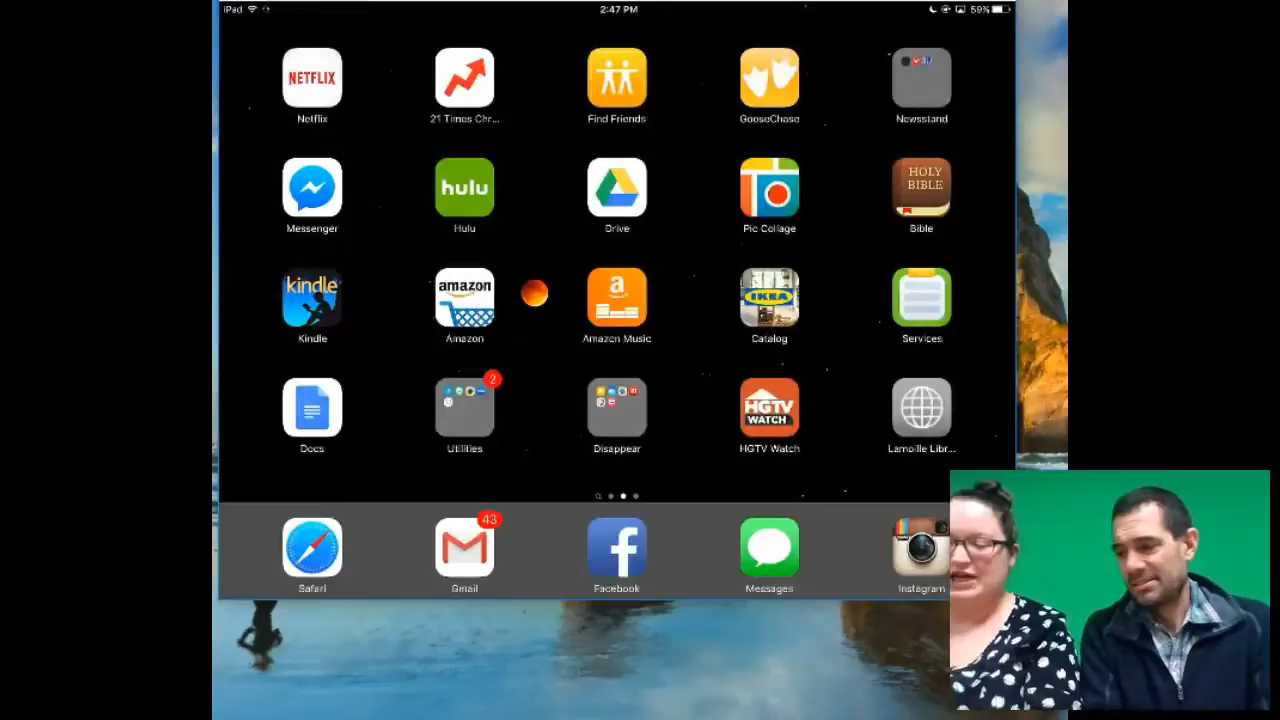 iPad
2:47 PM
59%
NETFLIX
Netflix
21 Times Chr...
Find Friends
GooseChase
Newsstand
Messenger
hulu
Hulu
Drive
Pic Collage
HOLY
BIBLE
Bible
kindle
Kindle
amazon
Amazon
a
Amazon Music
IKEA
Catalog
Services
Docs
2
Utilities
Disappear
HGTV
WATCH
HGTV Watch
Lamoille Libr...
Safari
43
Gmail
f
Facebook
Messages
Instagram